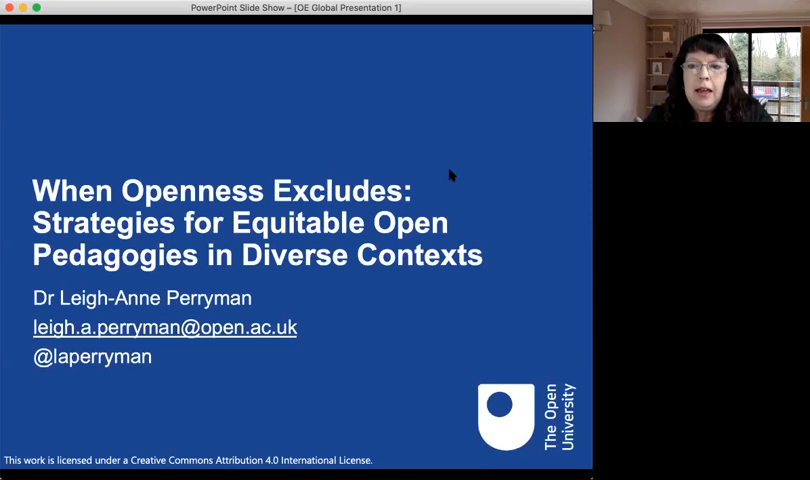 PowerPoint Slide Show – [OE Global Presentation 1]
When Openness Excludes:
Strategies for Equitable Open
Pedagogies in Diverse Contexts
Dr Leigh-Anne Perryman
leigh.a.perryman@open.ac.uk
@laperryman
The Open
University
This work is licensed under a Creative Commons Attribution 4.0 International License.